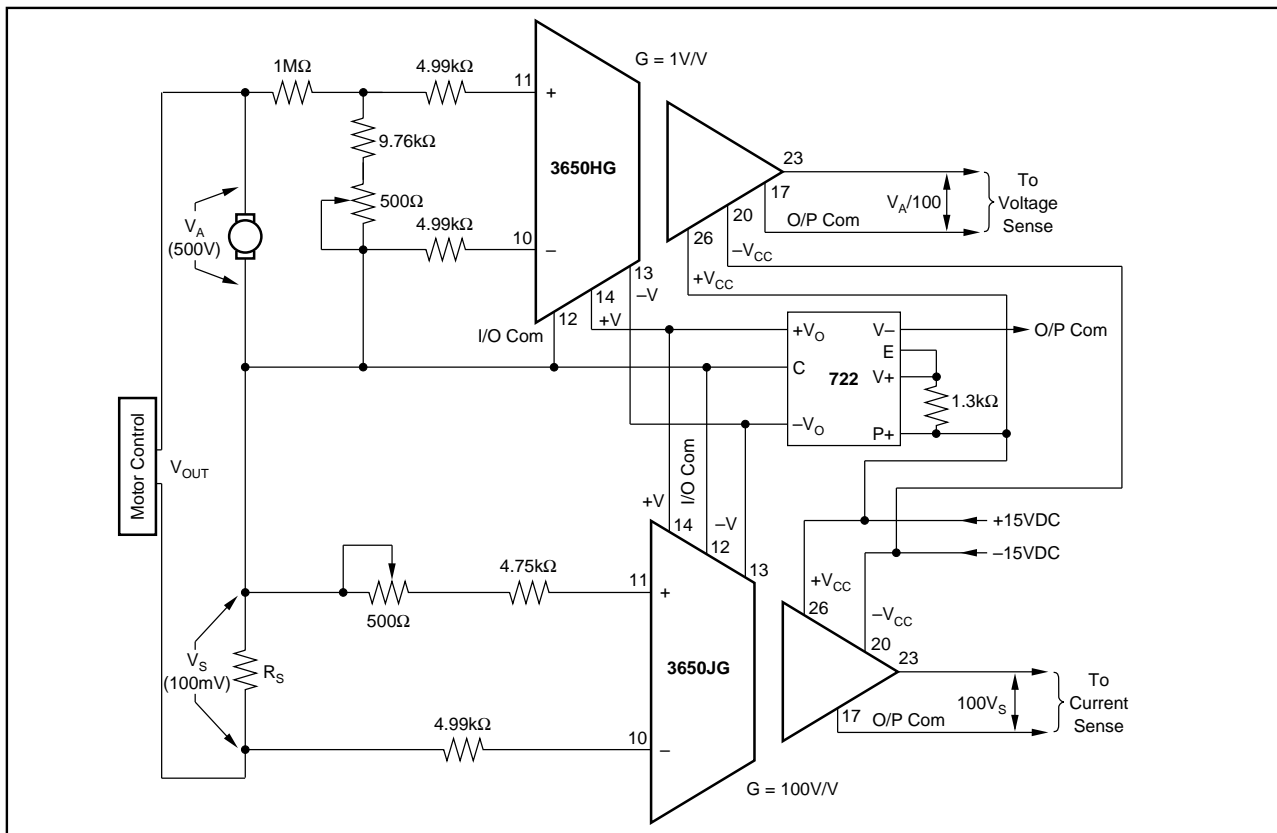 G = 1V/V
1MΩ
4.99kΩ
11
+
9.76kΩ
3650HG
500Ω
4.99kΩ
10
–
23
17
V_A/100
To
Voltage
Sense
20
O/P Com
26
–V_CC
+V_CC
V_A
(500V)
13
–V
14
+V
12
I/O Com
+V_O
V–
O/P Com
E
C
722
V+
1.3kΩ
–V_O
P+
Motor Control
V_OUT
I/O Com
+V
–V
14
12
13
+15VDC
–15VDC
4.75kΩ
11
+
500Ω
+V_CC
26
–V_CC
20
23
V_S
(100mV)
R_S
3650JG
100V_S
To
Current
Sense
17
O/P Com
4.99kΩ
10
–
G = 100V/V